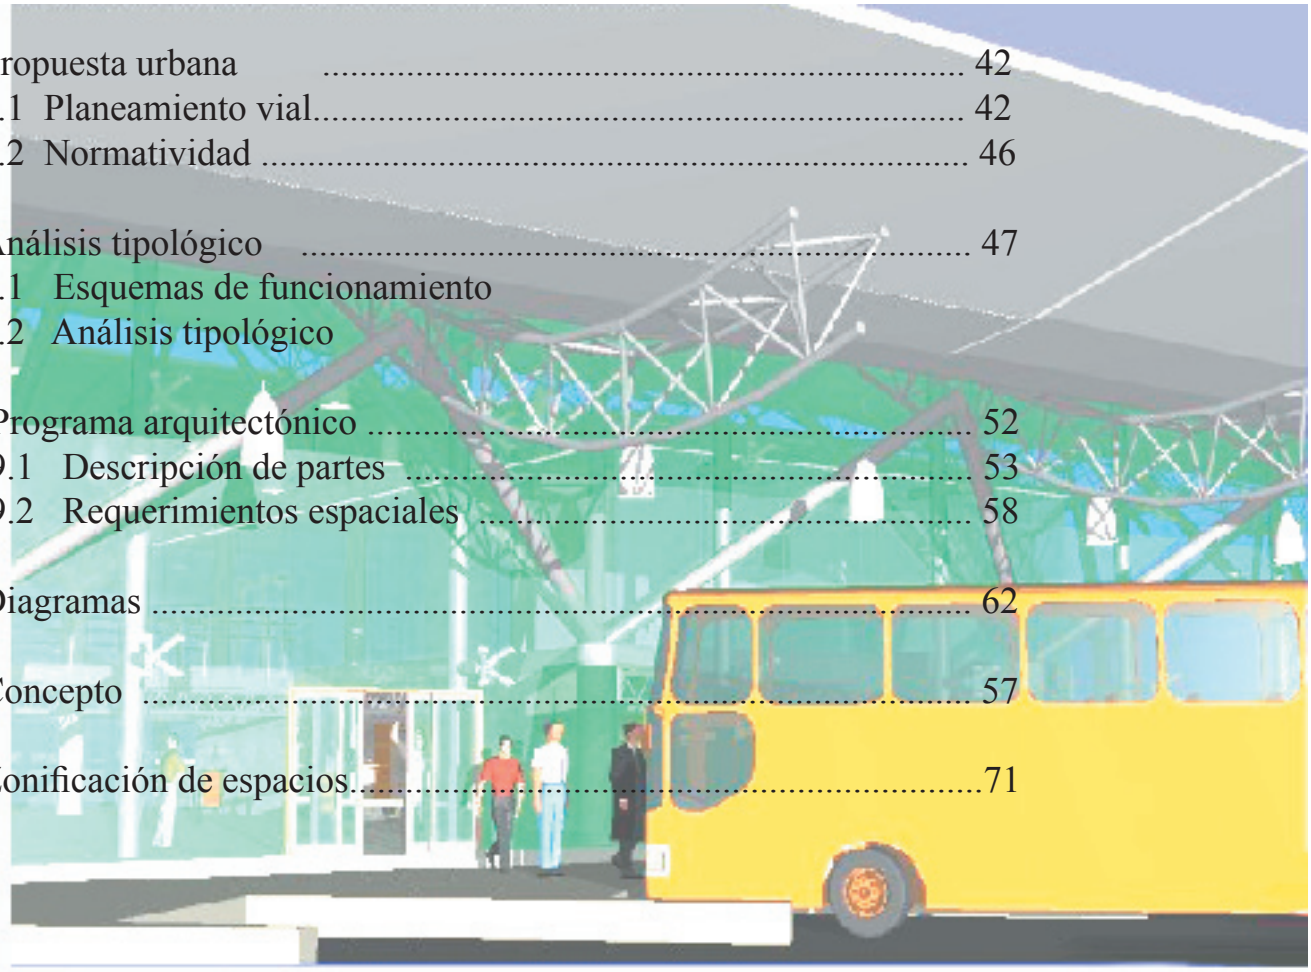 ropuesta urbana ..................................................................... 42
.1 Planeamiento vial...................................................................... 42
.2 Normatividad ............................................................................ 46
Análisis tipológico ........................................................................ 47
.1 Esquemas de funcionamiento
.2 Análisis tipológico
Programa arquitectónico ................................................................. 52
9.1 Descripción de partes ............................................................. 53
9.2 Requerimientos espaciales ..................................................... 58
Diagramas ........................................................................................ 62
Concepto ......................................................................................... 57
onificación de espacios....................................................................71